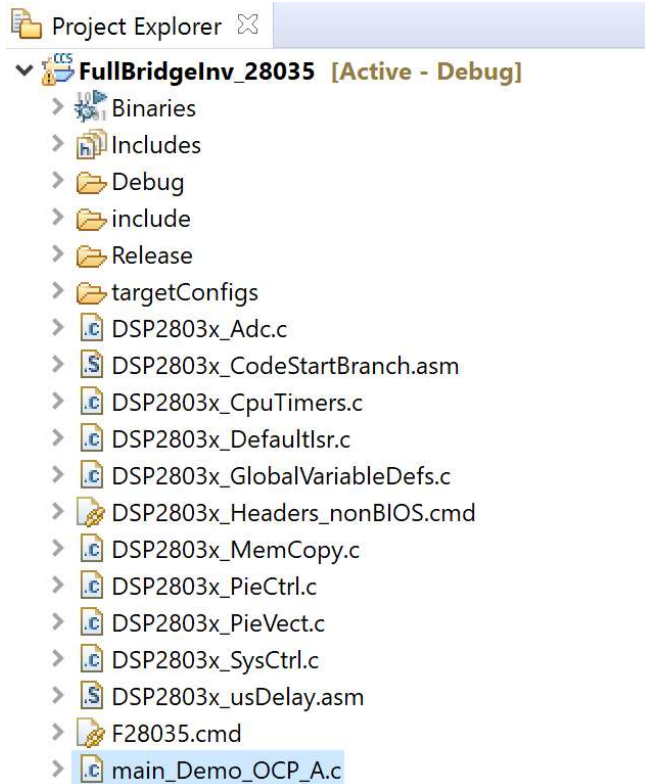 Project Explorer
FullBridgeInv_28035 [Active - Debug]
Binaries
Includes
Debug
include
Release
targetConfigs
DSP2803x_Adc.c
DSP2803x_CodeStartBranch.asm
DSP2803x_CpuTimers.c
DSP2803x_DefaultIsr.c
DSP2803x_GlobalVariableDefs.c
DSP2803x_Headers_nonBIOS.cmd
DSP2803x_MemCopy.c
DSP2803x_PieCtrl.c
DSP2803x_PieVect.c
DSP2803x_SysCtrl.c
DSP2803x_usDelay.asm
F28035.cmd
main_Demo_OCP_A.c